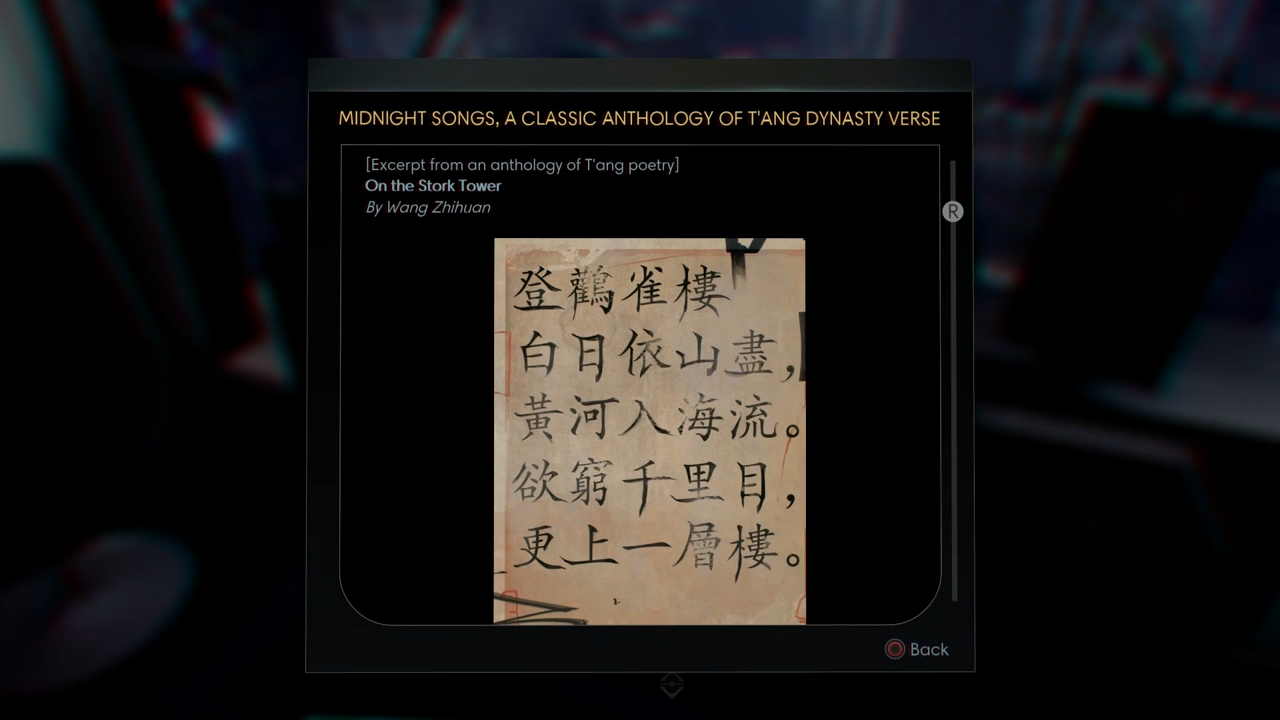 MIDNIGHT SONGS, A CLASSIC ANTHOLOGY OF T'ANG DYNASTY VERSE
[Excerpt from an anthology of T'ang poetry]
On the Stork Tower
By Wang Zhihuan
R
登鸛雀樓
白日依山盡，
黃河入海流。
欲窮千里目，
更上一層樓。
Back